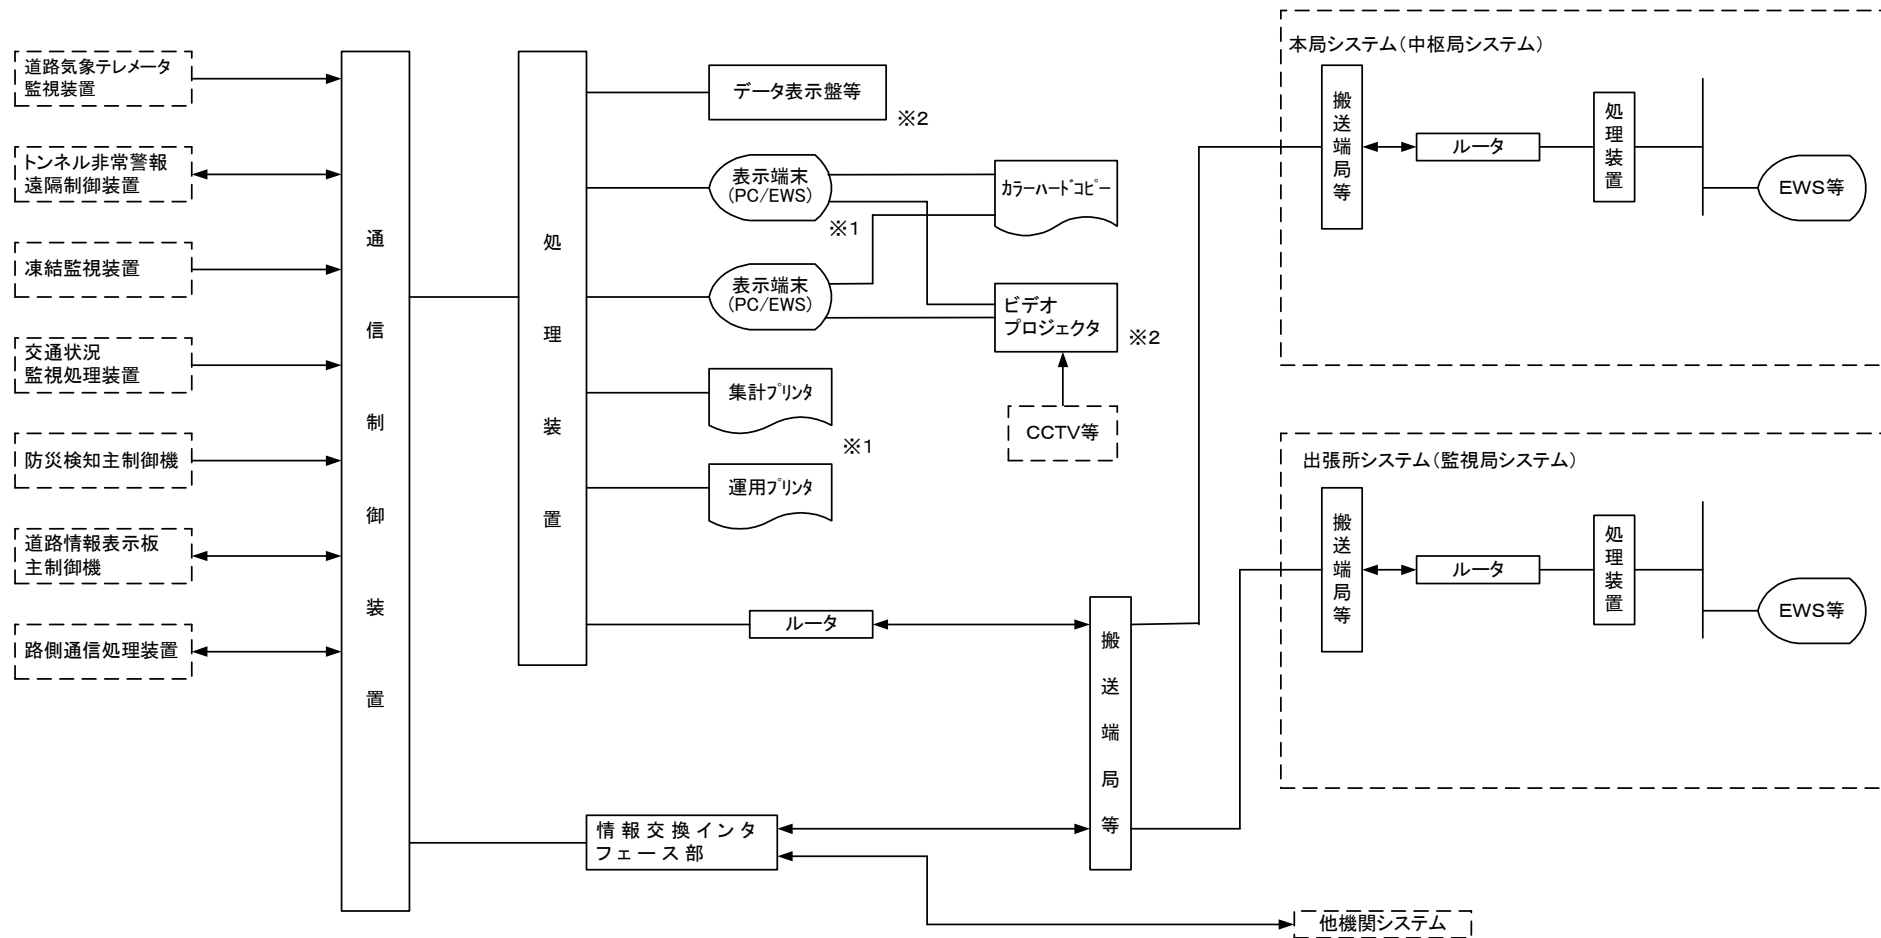 道路気象テレメータ
監視装置
トンネル非常警報
遠隔制御装置
凍結監視装置
交通状況
監視処理装置
防災検知主制御機
道路情報表示板
主制御機
路側通信処理装置
通信制御装置
処理装置
データ表示盤等
※2
表示端末
(PC/EWS)
※1
表示端末
(PC/EWS)
カラーハードコピー
ビデオ
プロジェクタ
※2
CCTV等
集計プリンタ
※1
運用プリンタ
ルータ
情報交換インタ
フェース部
搬送端局等
本局システム(中枢局システム)
搬送端局等
ルータ
処理装置
EWS等
出張所システム(監視局システム)
搬送端局等
ルータ
処理装置
EWS等
他機関システム